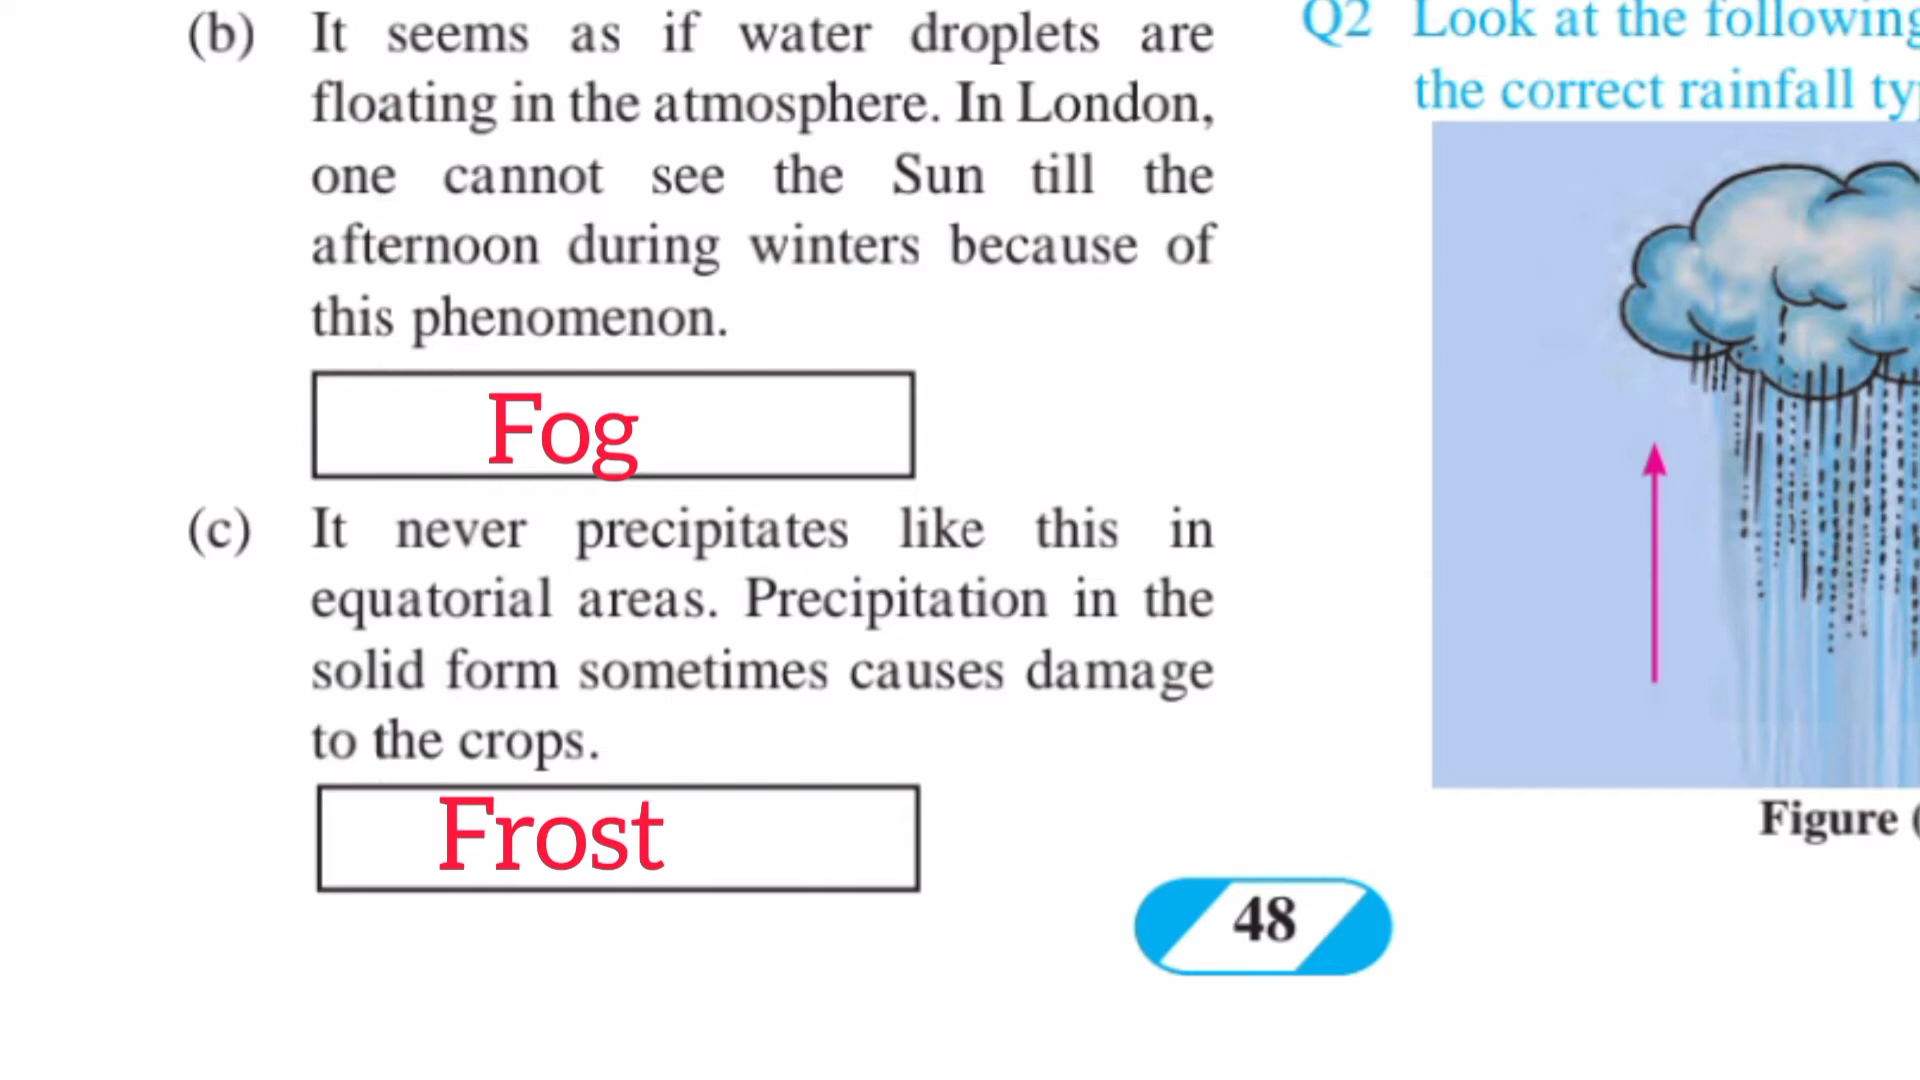 (b) It seems as if water droplets are
floating in the atmosphere. In London,
one cannot see the Sun till the
afternoon during winters because of
this phenomenon.
Fog
(c) It never precipitates like this in
equatorial areas. Precipitation in the
solid form sometimes causes damage
to the crops.
Frost
48
Q2 Look at the following
the correct rainfall ty
Figure (